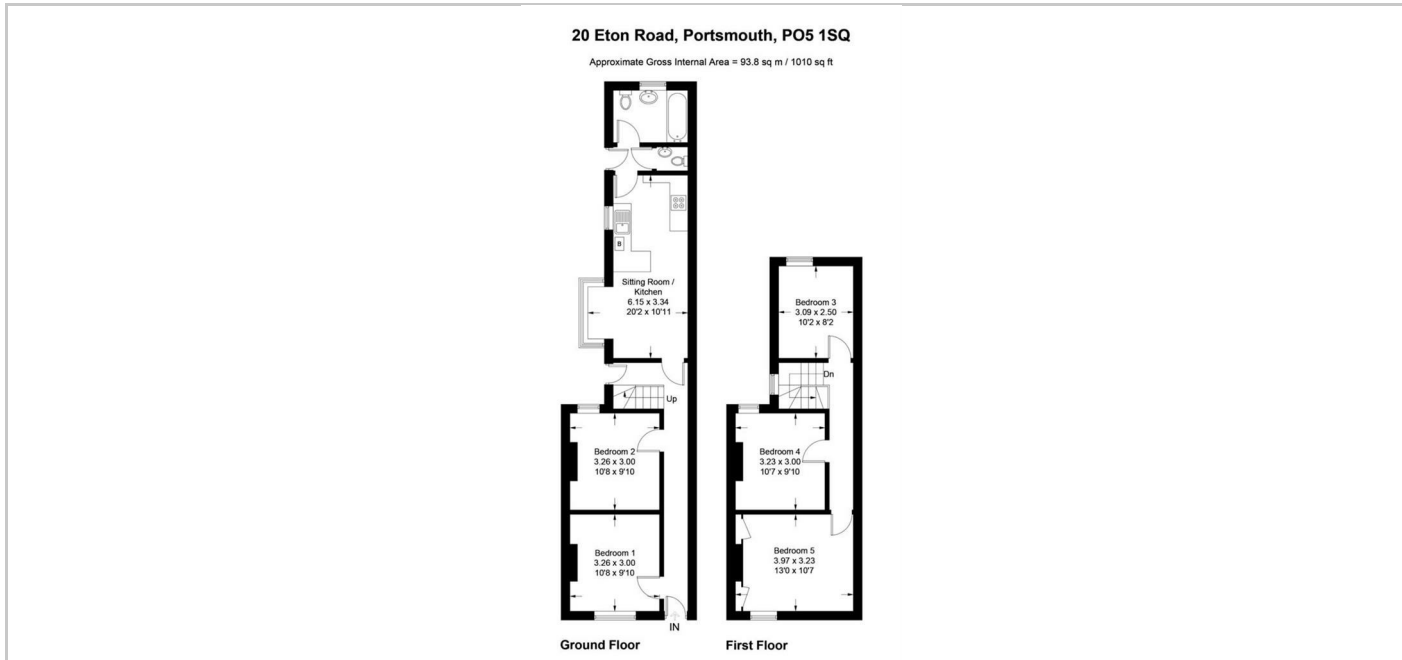 20 Eton Road, Portsmouth, PO5 1SQ
Approximate Gross Internal Area = 93.8 sq m / 1010 sq ft
B
Sitting Room /
Kitchen
6.15 x 3.34
20'2 x 10'11
Up
Bedroom 2
3.26 x 3.00
10'8 x 9'10
Bedroom 1
3.26 x 3.00
10'8 x 9'10
IN
Ground Floor
Bedroom 3
3.09 x 2.50
10'2 x 8'2
Dn
Bedroom 4
3.23 x 3.00
10'7 x 9'10
Bedroom 5
3.97 x 3.23
13'0 x 10'7
First Floor